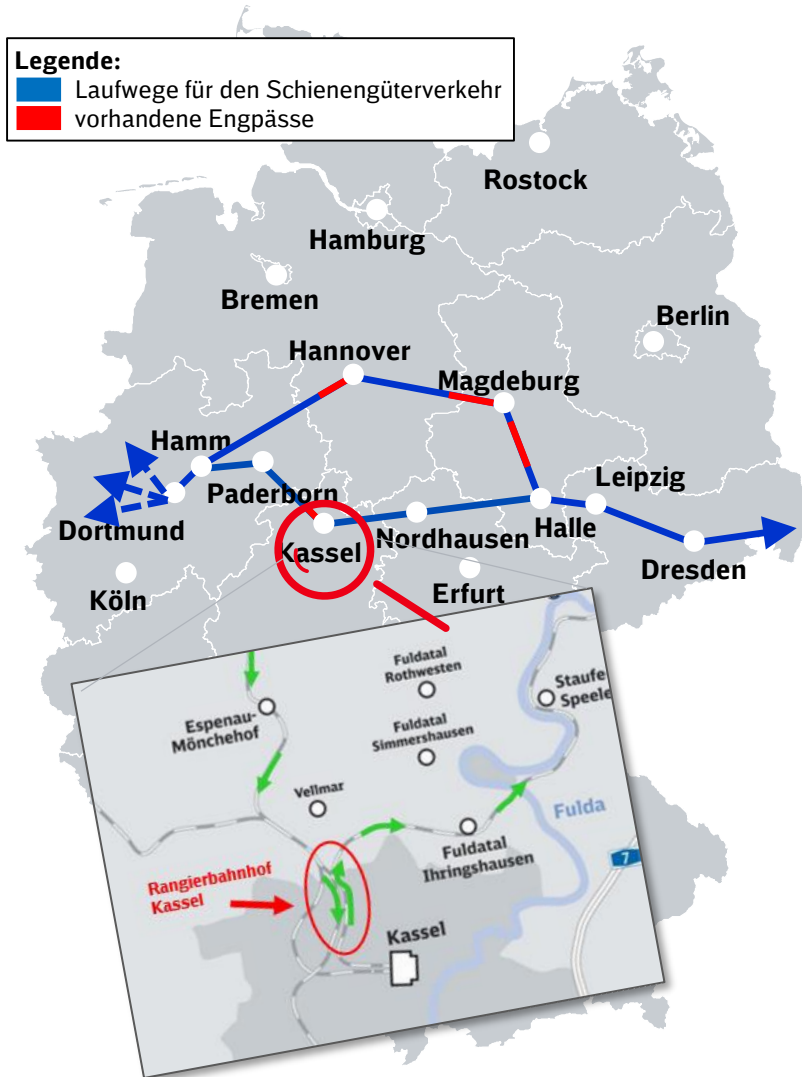 Legende:
Laufwege für den Schienengüterverkehr
vorhandene Engpässe
Rostock
Hamburg
Bremen
Berlin
Hannover
Magdeburg
Hamm
Leipzig
Paderborn
Dortmund
Nordhausen
Halle
Kassel
Dresden
Köln
Erfurt
Fuldatal
Rothwesten
Staufe
Speele
Espenau-
Mönchehof
Fuldatal
Simmershausen
Vellmar
Fulda
Fuldatal
Ihringshausen
7
Rangierbahnhof
Kassel
Kassel